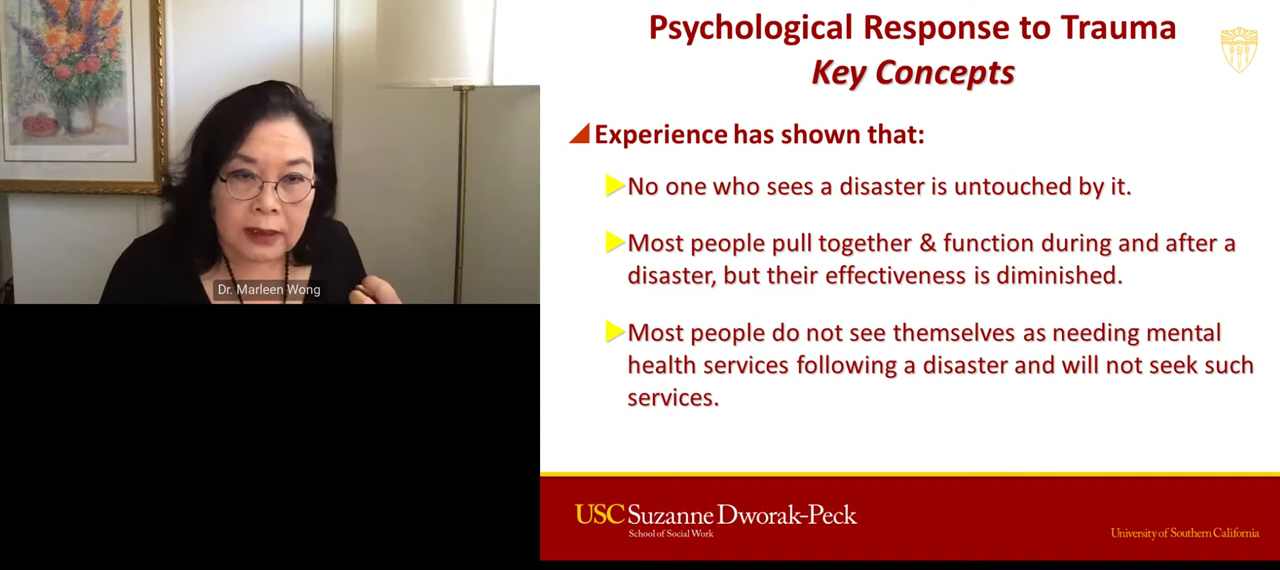 Psychological Response to Trauma
Key Concepts
Experience has shown that:
No one who sees a disaster is untouched by it.
Most people pull together & function during and after a
disaster, but their effectiveness is diminished.
Most people do not see themselves as needing mental
health services following a disaster and will not seek such
services.
Dr. Marleen Wong
USC Suzanne Dworak-Peck
School of Social Work
University of Southern California